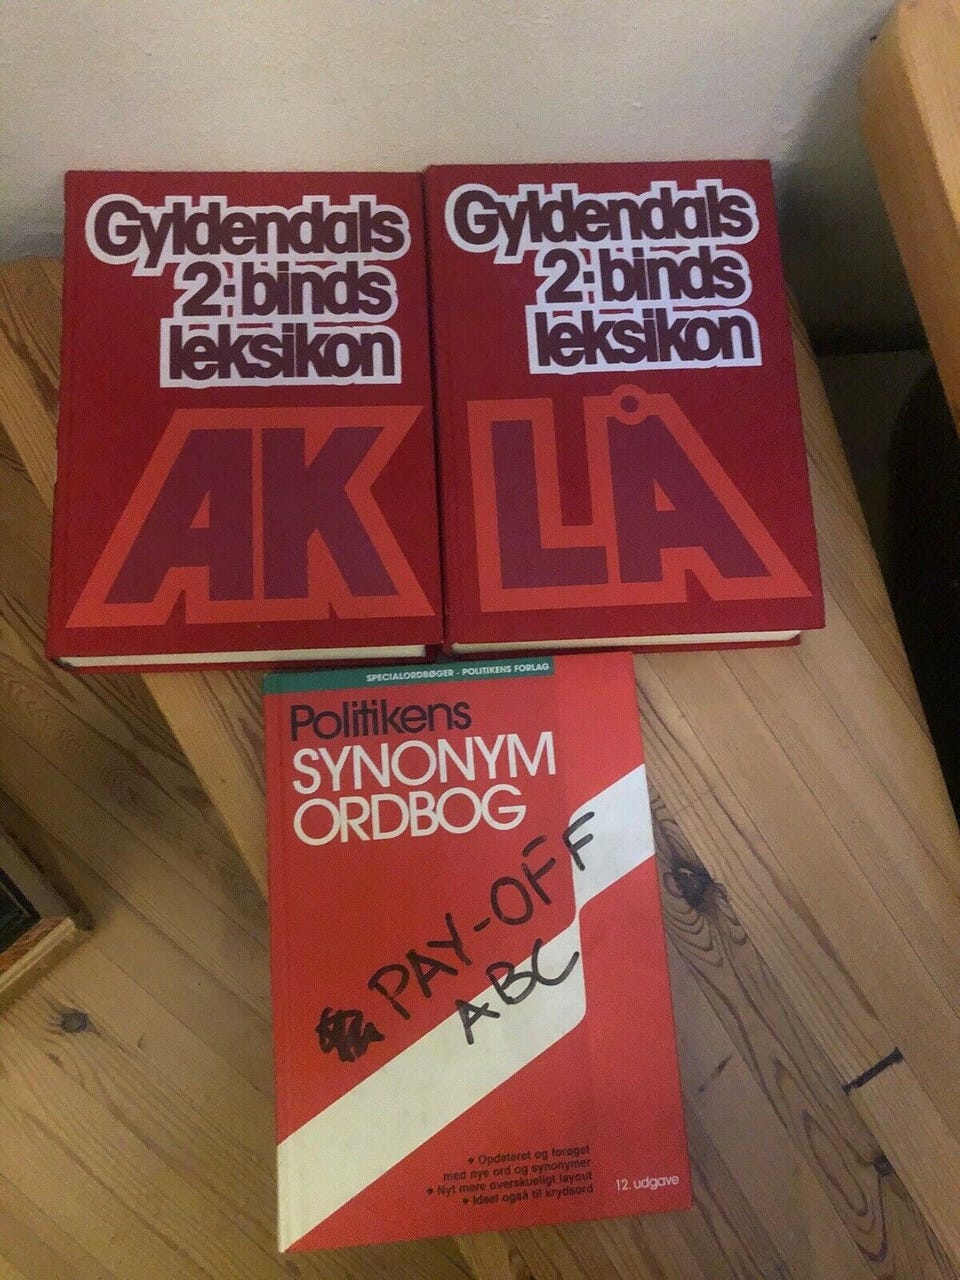 Gyldendals
2-binds
leksikon
AK
Gyldendals
2-binds
leksikon
LÅ
SPECIALORDBØGER - POLITIKENS FORLAG
Politikens
SYNONYM
ORDBOG
PAY-OFF
ABC
♦ Opdateret og forøget
med nye ord og synonymer
♦ Nyt mere overskueligt layout
♦ Ideel også til krydsord
12. udgave